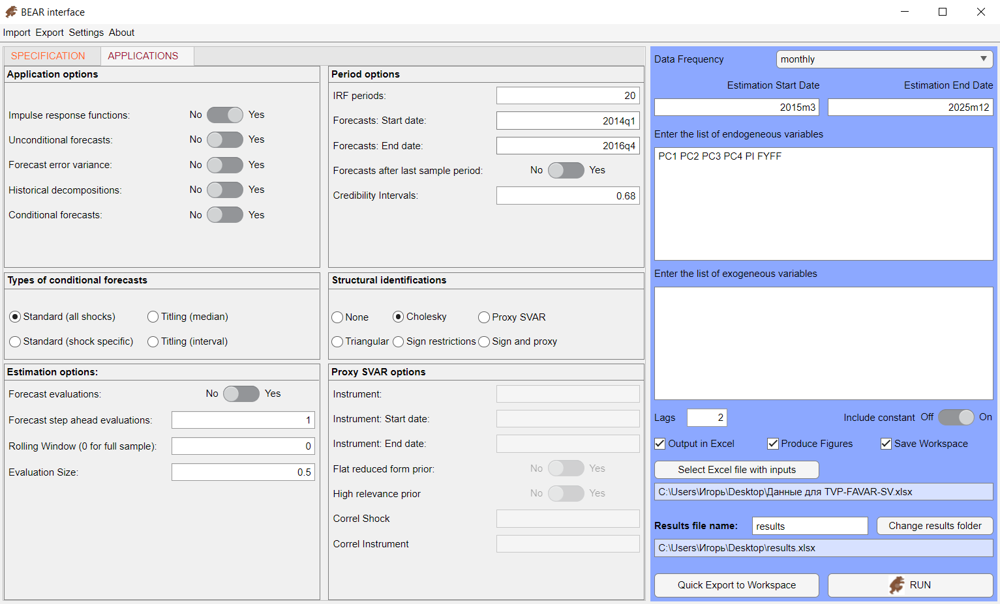 BEAR interface
Import Export Settings About
SPECIFICATION APPLICATIONS
Application options
Impulse response functions: No Yes
Unconditional forecasts: No Yes
Forecast error variance: No Yes
Historical decompositions: No Yes
Conditional forecasts: No Yes
Period options
IRF periods: 20
Forecasts: Start date: 2014q1
Forecasts: End date: 2016q4
Forecasts after last sample period: No Yes
Credibility Intervals: 0.68
Types of conditional forecasts
Standard (all shocks) Titling (median)
Standard (shock specific) Titling (interval)
Structural identifications
None Cholesky Proxy SVAR
Triangular Sign restrictions Sign and proxy
Estimation options:
Forecast evaluations: No Yes
Forecast step ahead evaluations: 1
Rolling Window (0 for full sample): 0
Evaluation Size: 0.5
Proxy SVAR options
Instrument:
Instrument: Start date:
Instrument: End date:
Flat reduced form prior: No Yes
High relevance prior No Yes
Correl Shock
Correl Instrument
Data Frequency monthly
Estimation Start Date Estimation End Date
2015m3 2025m12
Enter the list of endogeneous variables
PC1 PC2 PC3 PC4 PI FYFF
Enter the list of exogeneous variables
Lags 2 Include constant Off On
Output in Excel Produce Figures Save Workspace
Select Excel file with inputs
C:\Users\Игорь\Desktop\Данные для TVP-FAVAR-SV.xlsx
Results file name: results Change results folder
C:\Users\Игорь\Desktop\results.xlsx
Quick Export to Workspace RUN